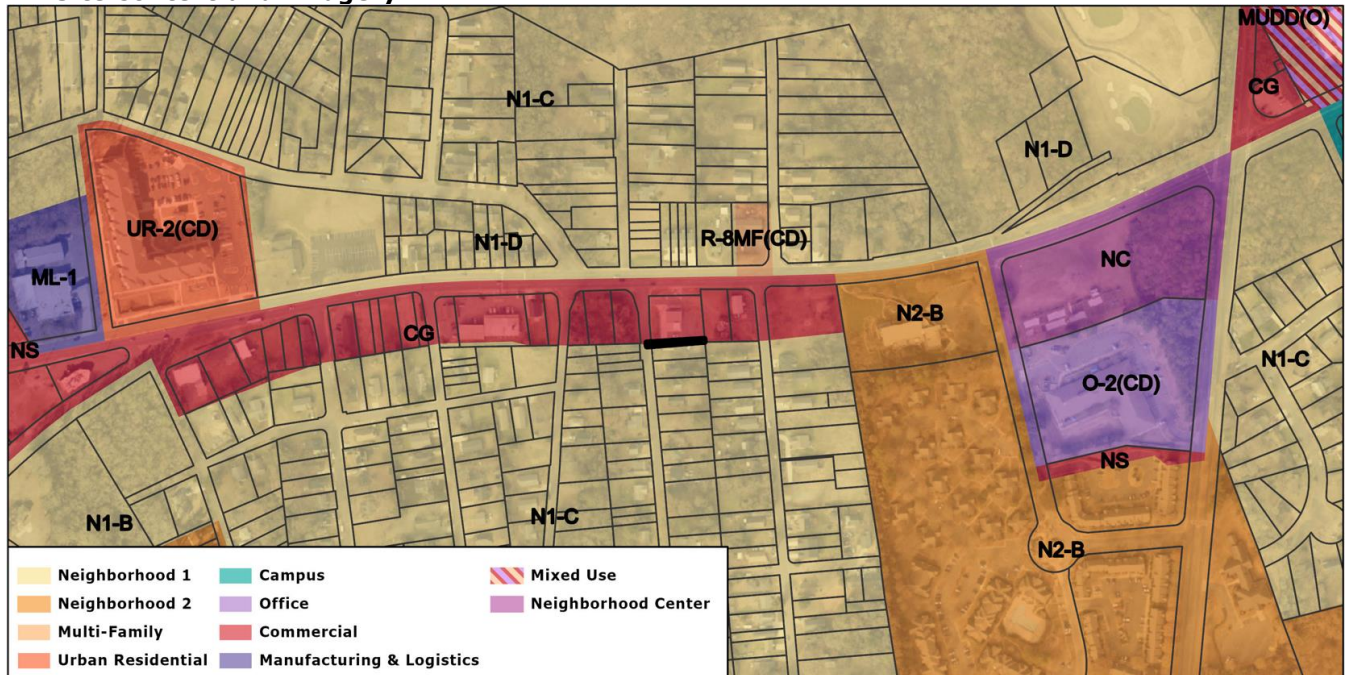 MUDD(O)
CG
N1-C
N1-D
UR-2(CD)
R-8MF(CD)
N1-D
NC
ML-1
N2-B
CG
NS
N1-C
O-2(CD)
NS
N1-B
N1-C
N2-B
Neighborhood 1
Neighborhood 2
Multi-Family
Urban Residential
Campus
Office
Commercial
Manufacturing & Logistics
Mixed Use
Neighborhood Center